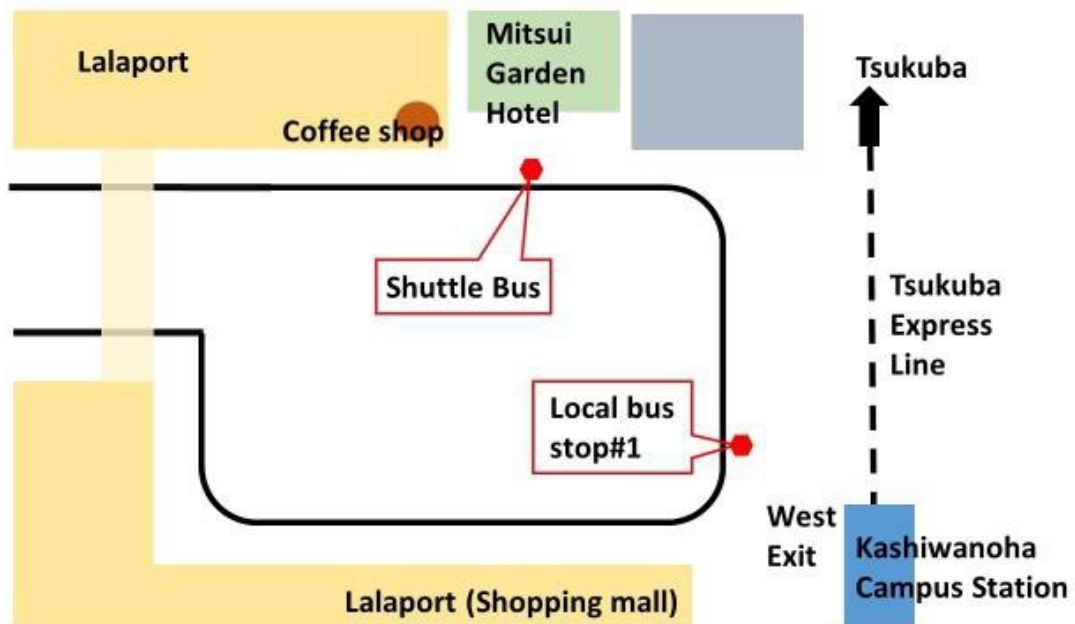 Lalaport
Coffee shop
Mitsui
Garden
Hotel
Tsukuba
Shuttle Bus
Tsukuba
Express
Line
Local bus
stop#1
West
Exit
Kashiwanoha
Campus Station
Lalaport (Shopping mall)